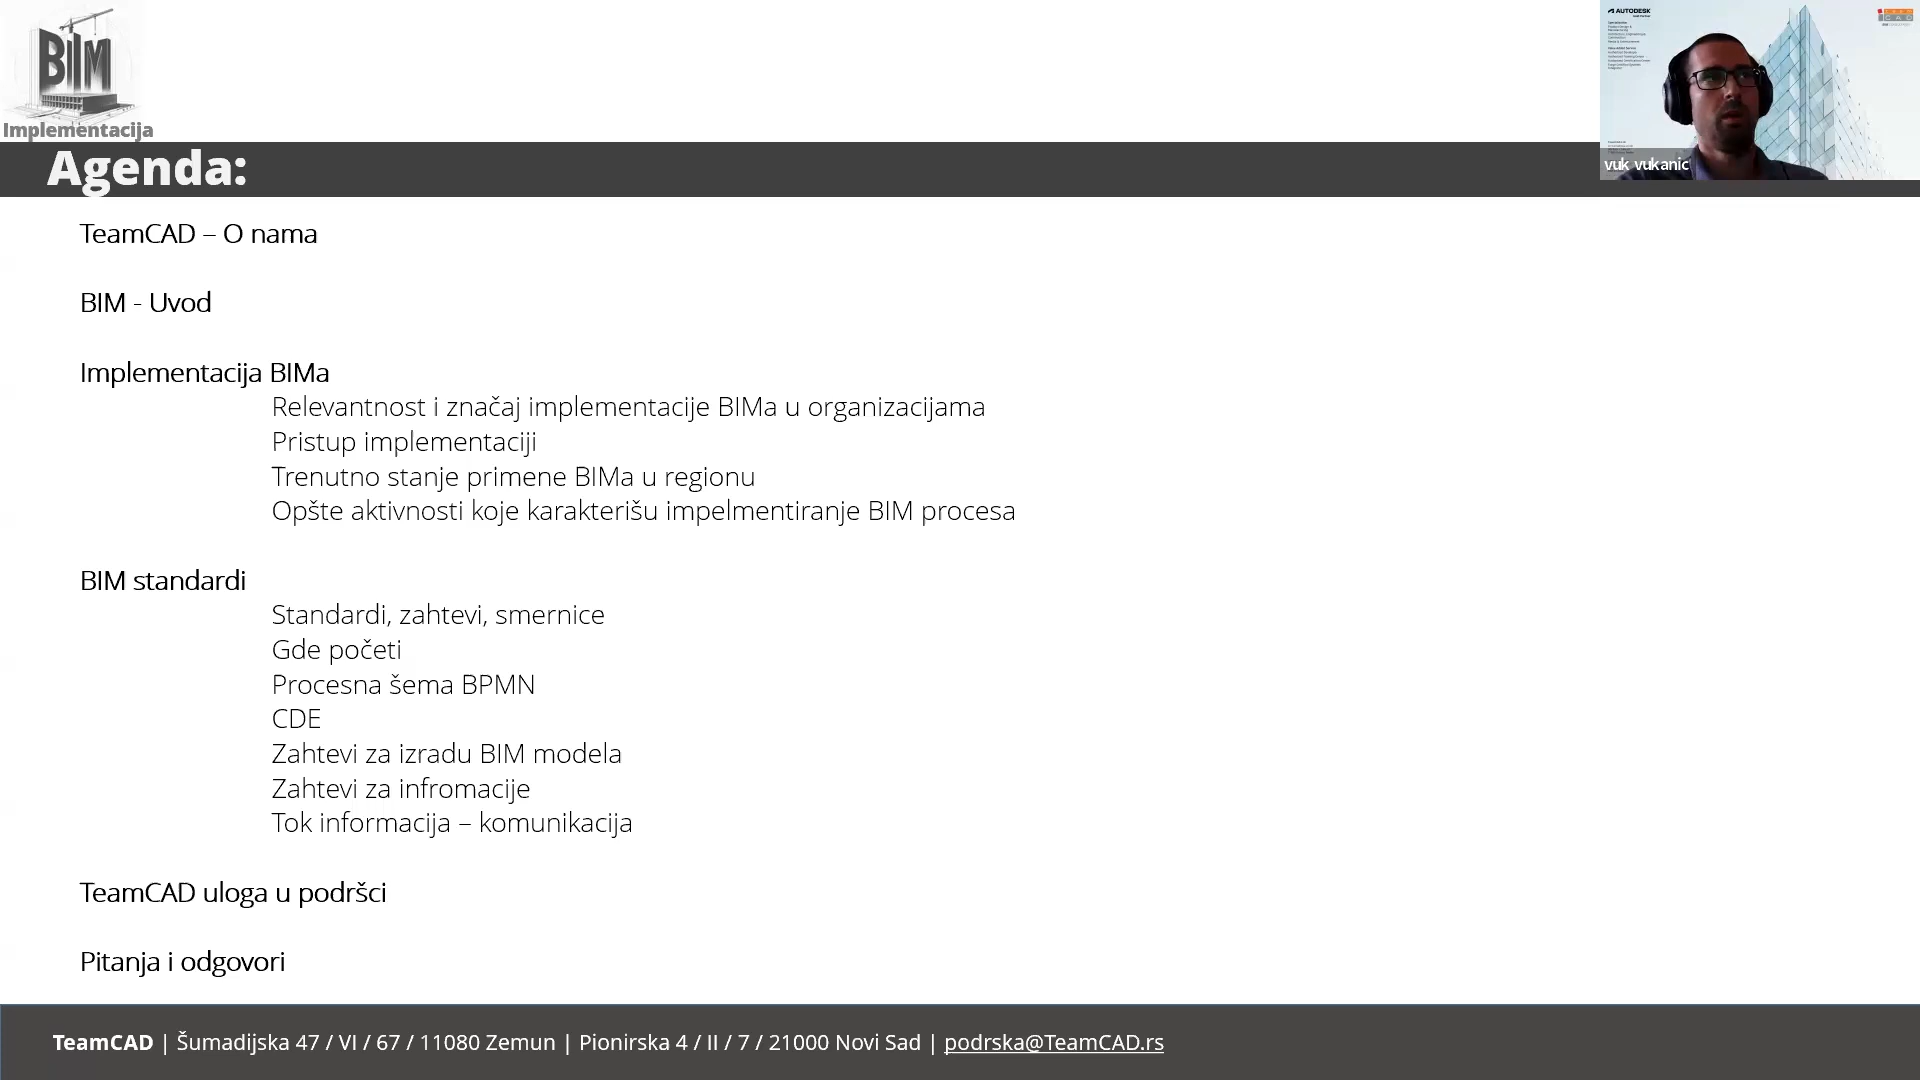 BIM
Implementacija
Agenda:
AUTODESK
vuk vukanic
TeamCAD – O nama
BIM - Uvod
Implementacija BIMa
Relevantnost i značaj implementacije BIMa u organizacijama
Pristup implementaciji
Trenutno stanje primene BIMa u regionu
Opšte aktivnosti koje karakterišu impelmentiranje BIM procesa
BIM standardi
Standardi, zahtevi, smernice
Gde početi
Procesna šema BPMN
CDE
Zahtevi za izradu BIM modela
Zahtevi za infromacije
Tok informacija – komunikacija
TeamCAD uloga u podršci
Pitanja i odgovori
TeamCAD | Šumadijska 47 / VI / 67 / 11080 Zemun | Pionirska 4 / II / 7 / 21000 Novi Sad | podrska@TeamCAD.rs